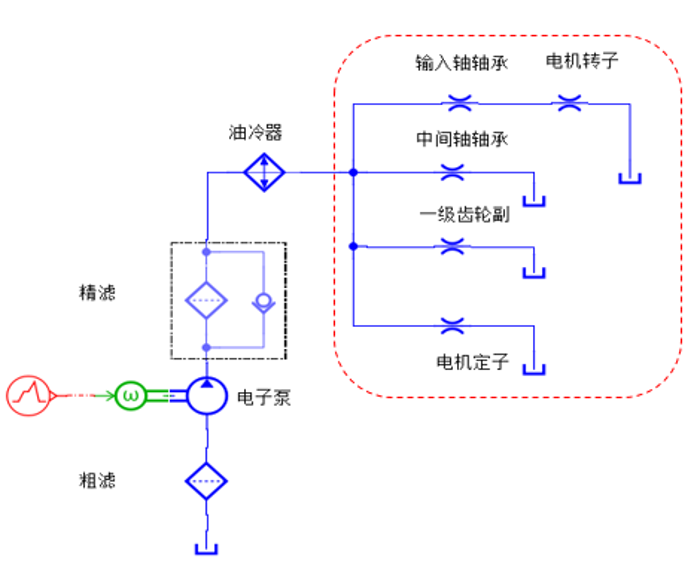 输入轴轴承
电机转子
油冷器
中间轴轴承
一级齿轮副
精滤
电机定子
ω
电子泵
粗滤